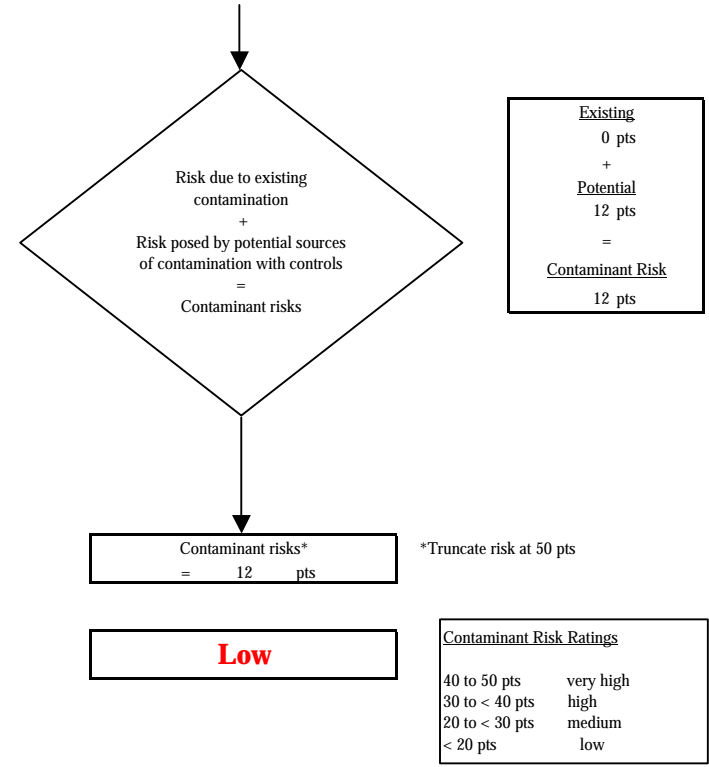 Risk due to existing
contamination
+
Risk posed by potential sources
of contamination with controls
=
Contaminant risks
Existing
0 pts
+
Potential
12 pts
=
Contaminant Risk
12 pts
Contaminant risks*
= 12 pts
*Truncate risk at 50 pts
Low
Contaminant Risk Ratings
40 to 50 pts very high
30 to < 40 pts high
20 to < 30 pts medium
< 20 pts low